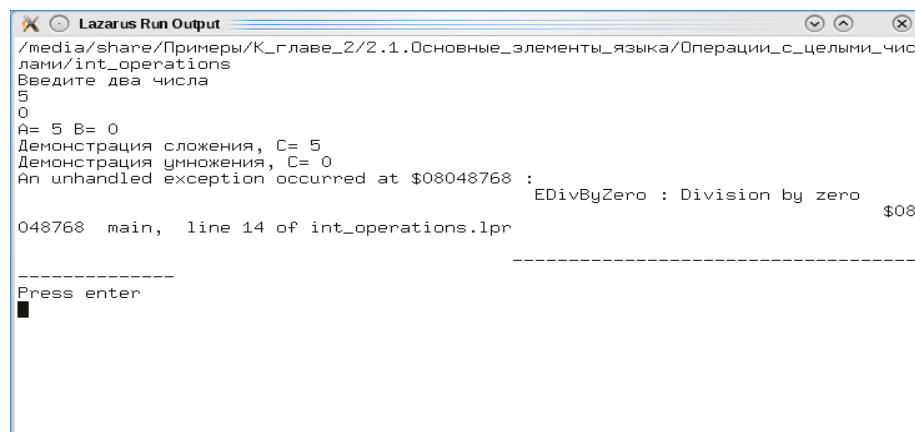 Lazarus Run Output
/media/share/Примеры/К_главе_2/2.1.Основные_элементы_языка/Операции_с_целыми_чис
лами/int_operations
Введите два числа
5
0
A= 5 B= 0
Демонстрация сложения, C= 5
Демонстрация умножения, C= 0
An unhandled exception occurred at $08048768 :
EDivByZero : Division by zero
$08
048768  main,  line 14 of int_operations.lpr
------------------------------------
--------------
Press enter